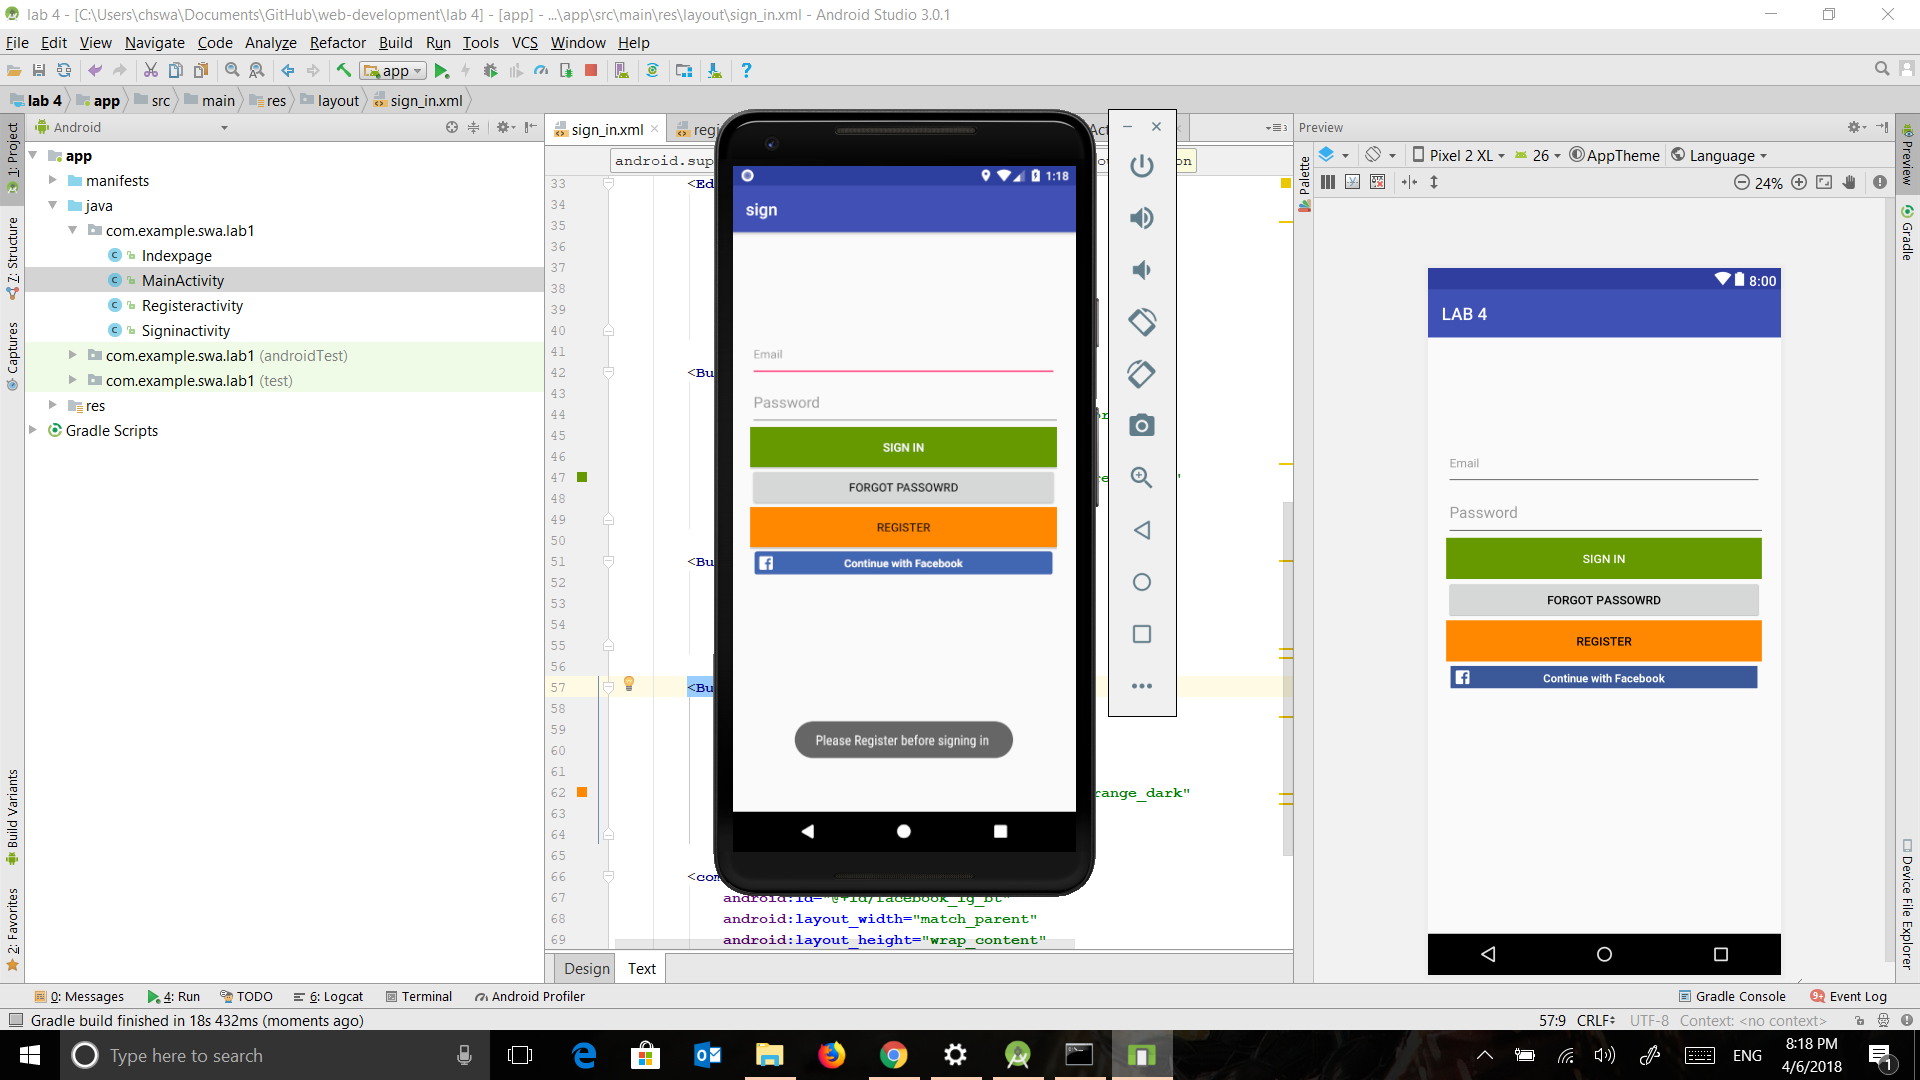 lab 4 - [C:\Users\chswa\Documents\GitHub\web-development\lab 4] - [app] - ...\app\src\main\res\layout\sign_in.xml - Android Studio 3.0.1
File Edit View Navigate Code Analyze Refactor Build Run Tools VCS Window Help
app
lab 4 app src main res layout sign_in.xml
1: Project
7: Structure
Captures
Build Variants
2: Favorites
Android
app
manifests
java
com.example.swa.lab1
Indexpage
MainActivity
Registeractivity
Signinactivity
com.example.swa.lab1 (androidTest)
com.example.swa.lab1 (test)
res
Gradle Scripts
sign_in.xml
33 <Ed
34
35
36
37
38
39
40
41
42 <Bu
43
44
45
46
47
48
49
50
51 <Bu
52
53
54
55
56
57 <Bu
58
59
60
61
62 range_dark"
63
64
65
66 <com
67 android:id="@+id/facebook_lg_bt"
68 android:layout_width="match_parent"
69 android:layout_height="wrap_content"
Design Text
1:18
sign
Email
Password
SIGN IN
FORGOT PASSOWRD
REGISTER
Continue with Facebook
Please Register before signing in
Preview
Palette
Pixel 2 XL 26 AppTheme Language
24%
8:00
LAB 4
Email
Password
SIGN IN
FORGOT PASSOWRD
REGISTER
Continue with Facebook
Preview
Gradle
Device File Explorer
0: Messages 4: Run TODO 6: Logcat Terminal Android Profiler Gradle Console 9+ Event Log
Gradle build finished in 18s 432ms (moments ago) 57:9 CRLF UTF-8 Context: <no context>
Type here to search
ENG
8:18 PM
4/6/2018
1